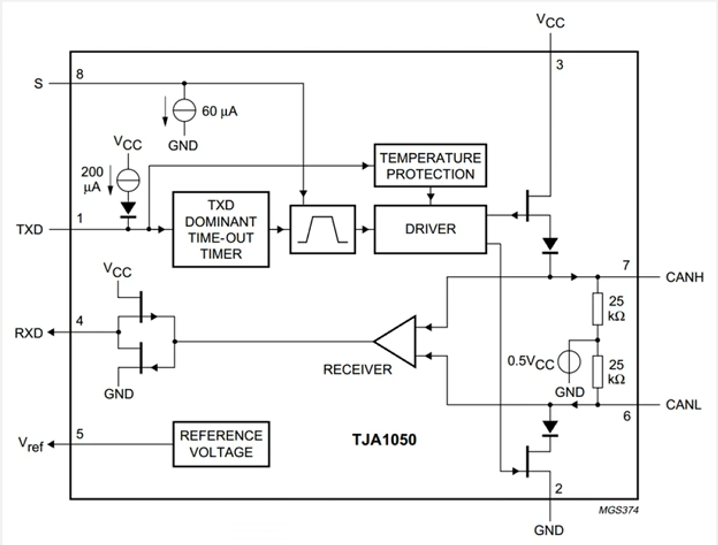 VCC
3
S
8
60 µA
GND
VCC
200
µA
TEMPERATURE
PROTECTION
TXD
1
TXD
DOMINANT
TIME-OUT
TIMER
DRIVER
VCC
7
CANH
25
kΩ
RXD
4
RECEIVER
0.5VCC
25
kΩ
GND
GND
CANL
6
Vref
5
REFERENCE
VOLTAGE
TJA1050
2
MGS374
GND